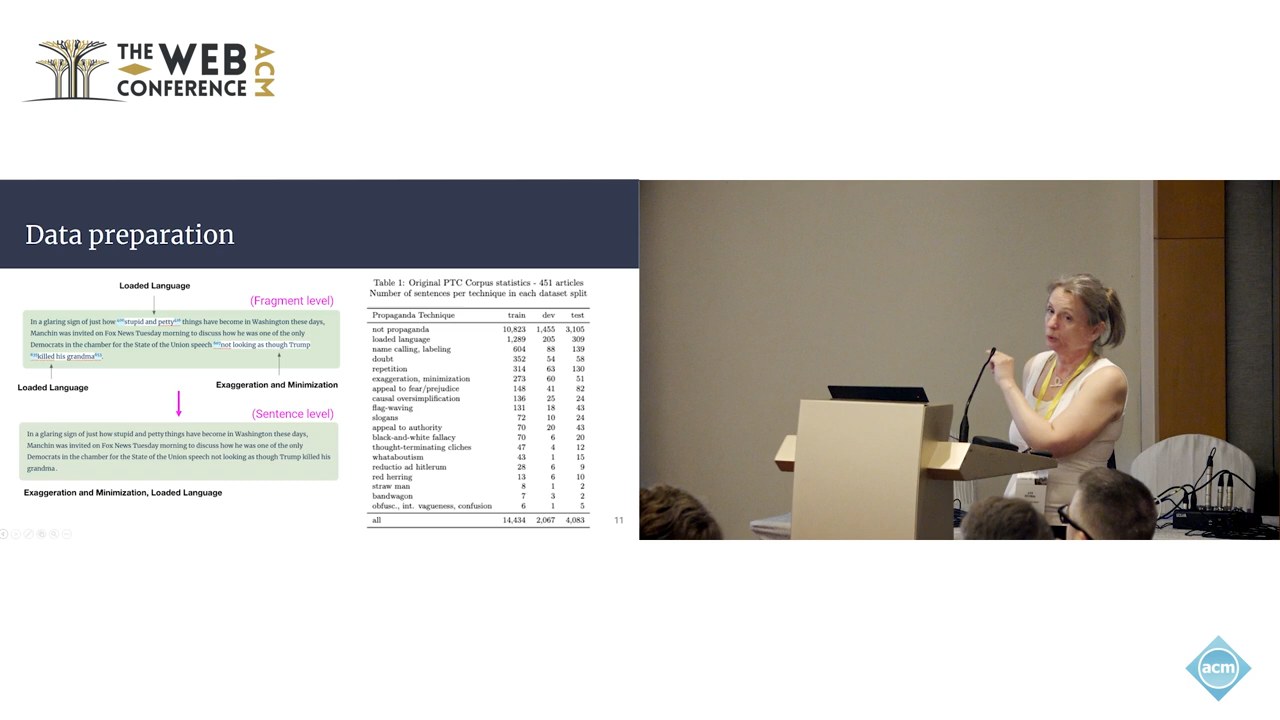 THE WEB
CONFERENCE
ACM
Data preparation
Loaded Language
(Fragment level)
In a glaring sign of just how stupid and petty things have become in Washington these days,
Manchin was invited on Fox News Tuesday morning to discuss how he was one of the only
Democrats in the chamber for the State of the Union speech not looking as though Trump
killed his grandma.
Loaded Language
Exaggeration and Minimization
(Sentence level)
In a glaring sign of just how stupid and petty things have become in Washington these days,
Manchin was invited on Fox News Tuesday morning to discuss how he was one of the only
Democrats in the chamber for the State of the Union speech not looking as though Trump killed his
grandma.
Exaggeration and Minimization, Loaded Language
Table 1: Original PTC Corpus statistics - 451 articles
Number of sentences per technique in each dataset split
Propaganda Technique train dev test
not propaganda 10,823 1,455 3,105
loaded language 1,289 205 309
name calling, labeling 604 88 139
doubt 352 54 58
repetition 314 63 130
exaggeration, minimization 273 60 51
appeal to fear/prejudice 148 41 82
causal oversimplification 136 25 24
flag-waving 131 18 43
slogans 72 10 24
appeal to authority 70 20 43
black-and-white fallacy 70 6 20
thought-terminating cliches 47 4 12
whataboutism 43 1 15
reductio ad hitlerum 28 6 9
red herring 13 6 10
straw man 8 1 2
bandwagon 7 3 2
obfusc., int. vagueness, confusion 6 1 5
all 14,434 2,067 4,083
11
acm